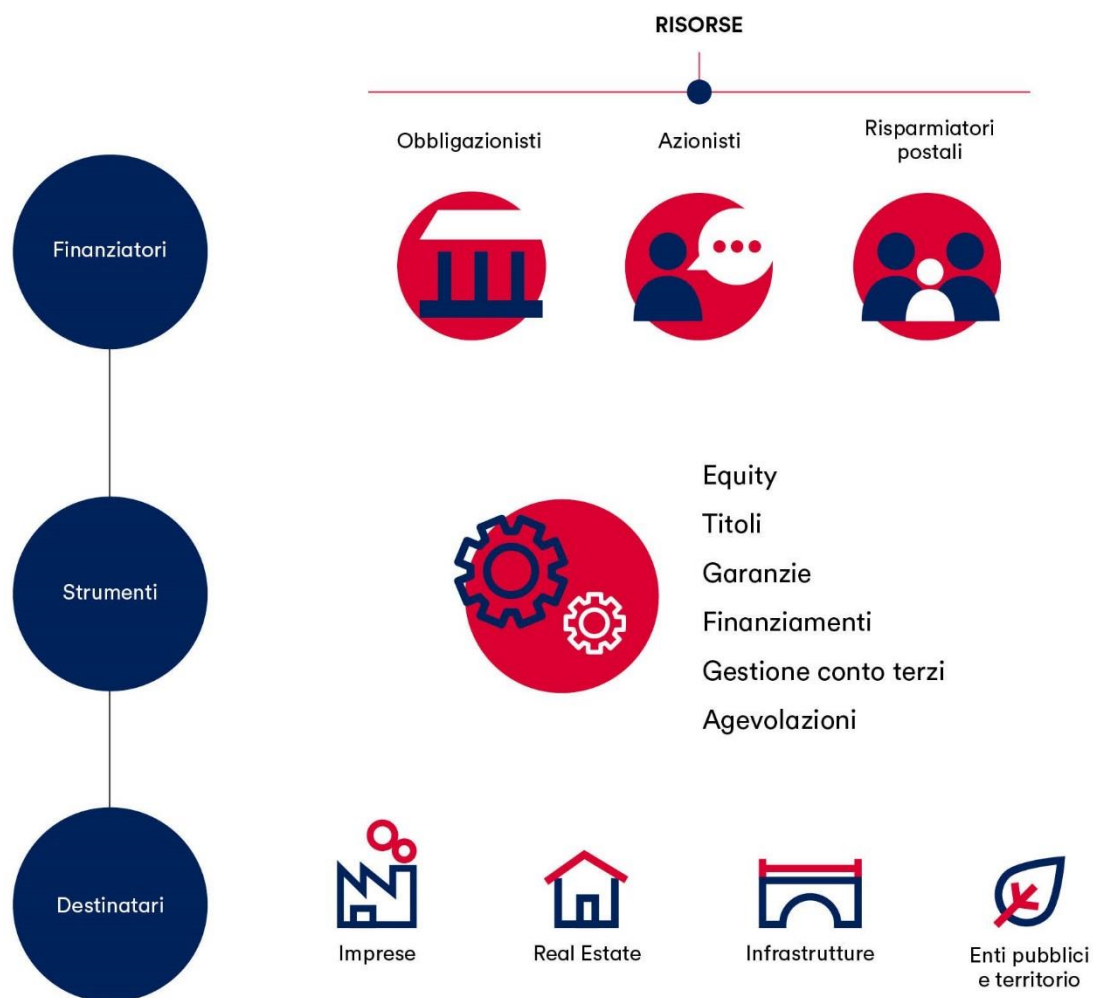 RISORSE
Obbligazionisti
Azionisti
Risparmiatori
postali
Finanziatori
Equity
Titoli
Garanzie
Strumenti
Finanziamenti
Gestione conto terzi
Agevolazioni
Destinatari
Imprese
Real Estate
Infrastrutture
Enti pubblici
e territorio